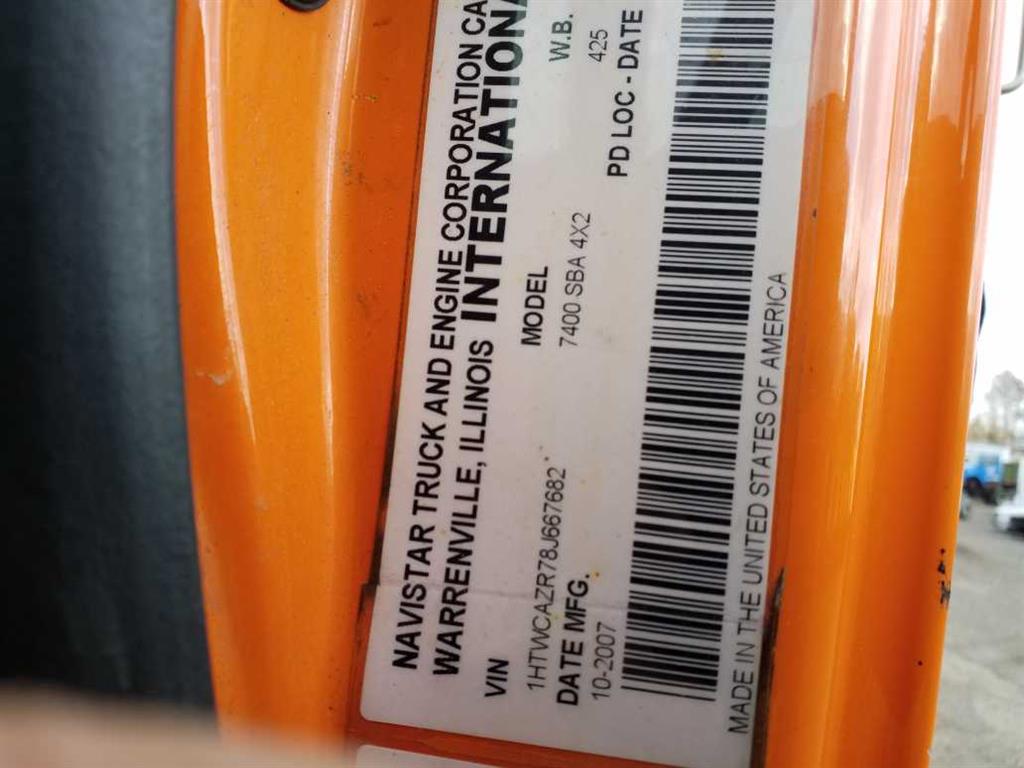 NAVISTAR TRUCK AND ENGINE CORPORATION CA
WARRENVILLE, ILLINOIS INTERNATIONA
VIN MODEL W.B.
1HTWCAZR78J667682 7400 SBA 4X2 425
DATE MFG. PD LOC - DATE
10-2007
MADE IN THE UNITED STATES OF AMERICA